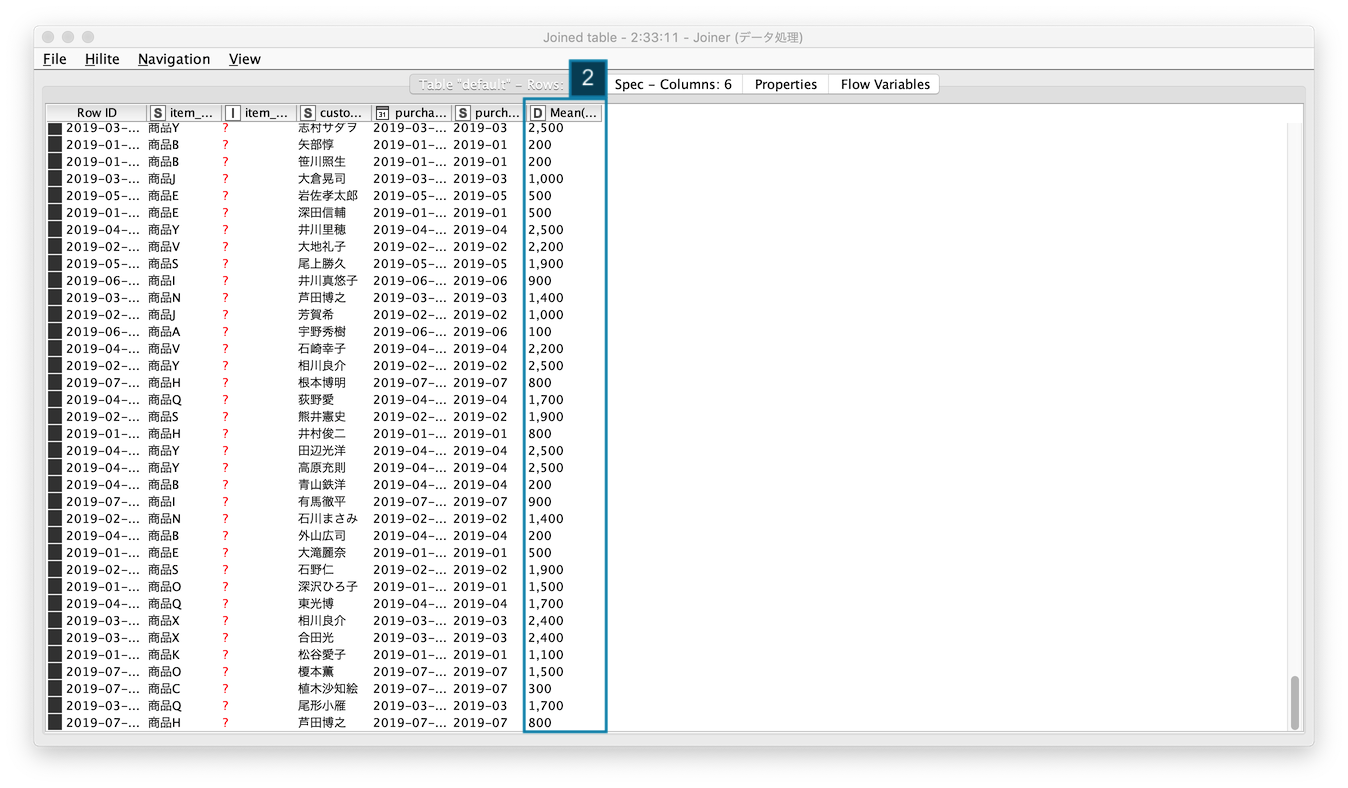 Joined table - 2:33:11 - Joiner (データ処理)
File Hilite Navigation View
Table "default" - Rows: 2 Spec - Columns: 6 Properties Flow Variables
Row ID S item_... I item_... S custo... 31 purcha... S purch... D Mean(...
2019-03-... 商品Y ? 志村サダヲ 2019-03-... 2019-03 2,500
2019-01-... 商品B ? 矢部惇 2019-01-... 2019-01 200
2019-01-... 商品B ? 笹川照生 2019-01-... 2019-01 200
2019-03-... 商品J ? 大倉晃司 2019-03-... 2019-03 1,000
2019-05-... 商品E ? 岩佐孝太郎 2019-05-... 2019-05 500
2019-01-... 商品E ? 深田信輔 2019-01-... 2019-01 500
2019-04-... 商品Y ? 井川里穂 2019-04-... 2019-04 2,500
2019-02-... 商品V ? 大地礼子 2019-02-... 2019-02 2,200
2019-05-... 商品S ? 尾上勝久 2019-05-... 2019-05 1,900
2019-06-... 商品I ? 井川真悠子 2019-06-... 2019-06 900
2019-03-... 商品N ? 芦田博之 2019-03-... 2019-03 1,400
2019-02-... 商品J ? 芳賀希 2019-02-... 2019-02 1,000
2019-06-... 商品A ? 宇野秀樹 2019-06-... 2019-06 100
2019-04-... 商品V ? 石崎幸子 2019-04-... 2019-04 2,200
2019-02-... 商品Y ? 相川良介 2019-02-... 2019-02 2,500
2019-07-... 商品H ? 根本博明 2019-07-... 2019-07 800
2019-04-... 商品Q ? 荻野愛 2019-04-... 2019-04 1,700
2019-02-... 商品S ? 熊井憲史 2019-02-... 2019-02 1,900
2019-01-... 商品H ? 井村俊二 2019-01-... 2019-01 800
2019-04-... 商品Y ? 田辺光洋 2019-04-... 2019-04 2,500
2019-04-... 商品Y ? 高原充則 2019-04-... 2019-04 2,500
2019-04-... 商品B ? 青山鉄洋 2019-04-... 2019-04 200
2019-07-... 商品I ? 有馬徹平 2019-07-... 2019-07 900
2019-02-... 商品N ? 石川まさみ 2019-02-... 2019-02 1,400
2019-04-... 商品B ? 外山広司 2019-04-... 2019-04 200
2019-01-... 商品E ? 大滝麗奈 2019-01-... 2019-01 500
2019-02-... 商品S ? 石野仁 2019-02-... 2019-02 1,900
2019-01-... 商品O ? 深沢ひろ子 2019-01-... 2019-01 1,500
2019-04-... 商品Q ? 東光博 2019-04-... 2019-04 1,700
2019-03-... 商品X ? 相川良介 2019-03-... 2019-03 2,400
2019-03-... 商品X ? 合田光 2019-03-... 2019-03 2,400
2019-01-... 商品K ? 松谷愛子 2019-01-... 2019-01 1,100
2019-07-... 商品O ? 榎本薫 2019-07-... 2019-07 1,500
2019-07-... 商品C ? 植木沙知絵 2019-07-... 2019-07 300
2019-03-... 商品Q ? 尾形小雁 2019-03-... 2019-03 1,700
2019-07-... 商品H ? 芦田博之 2019-07-... 2019-07 800